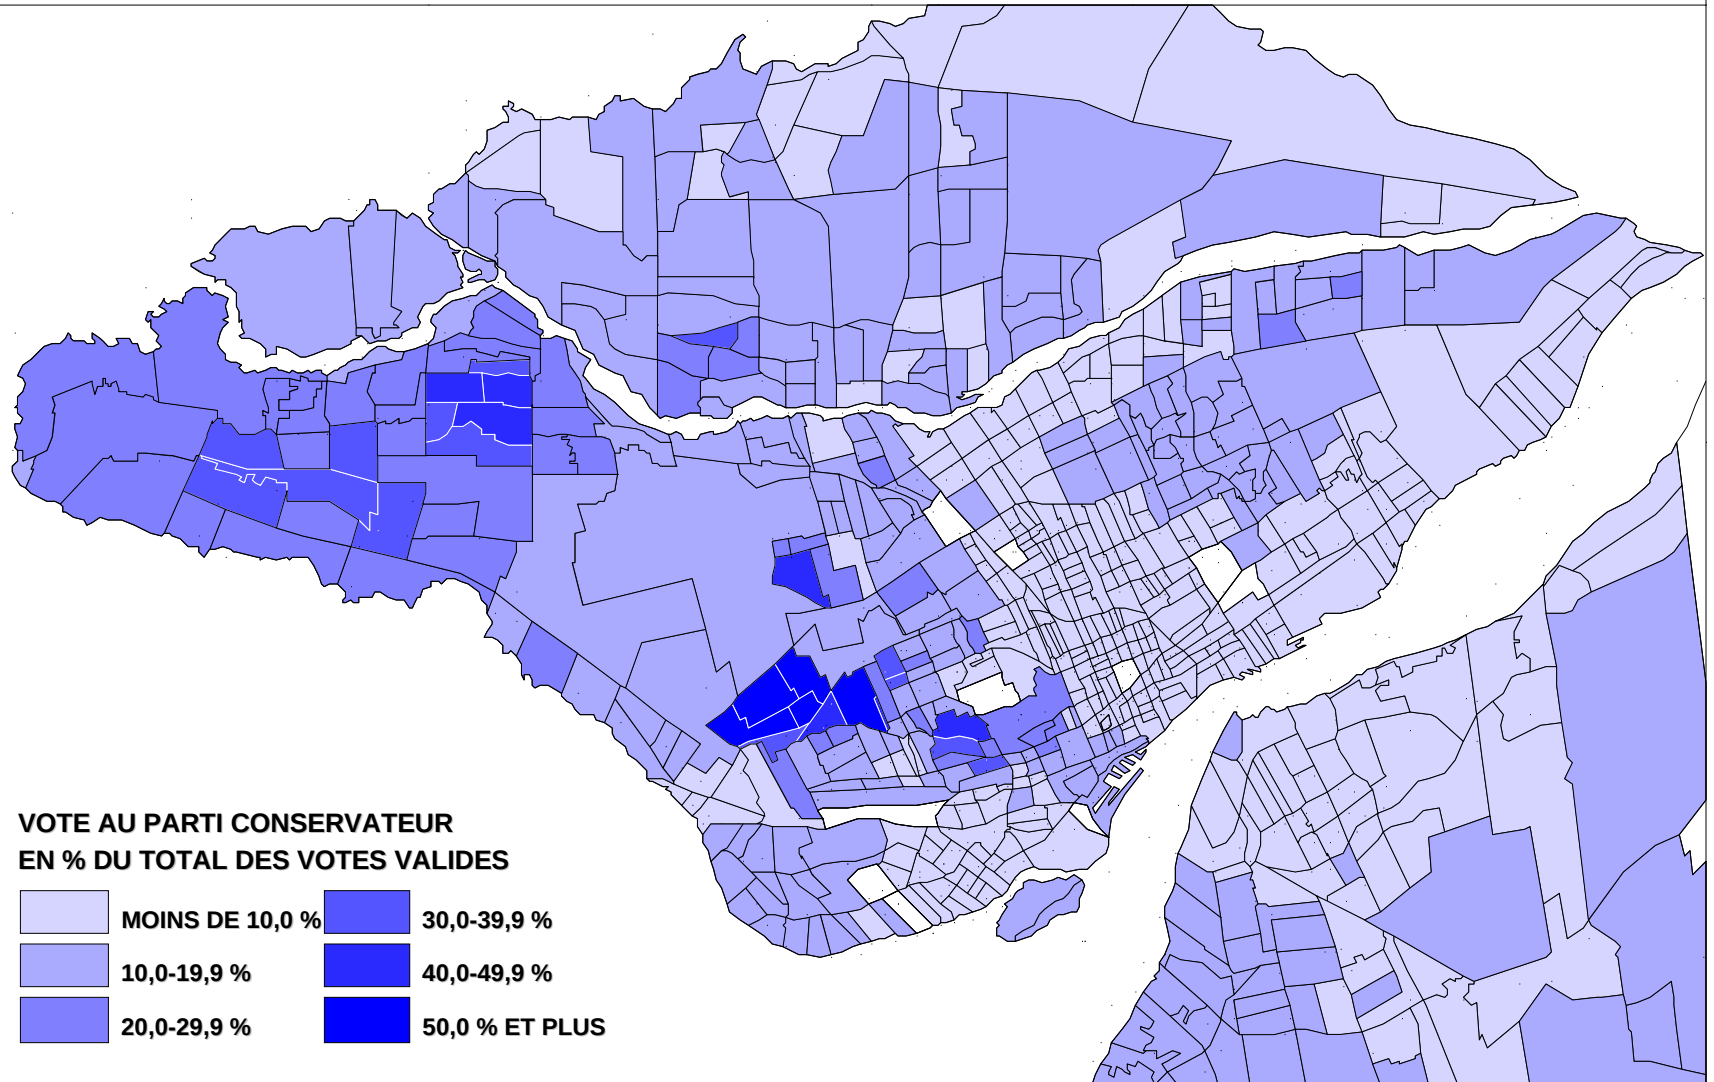 VOTE AU PARTI CONSERVATEUR
EN % DU TOTAL DES VOTES VALIDES
MOINS DE 10,0 %
10,0-19,9 %
20,0-29,9 %
30,0-39,9 %
40,0-49,9 %
50,0 % ET PLUS